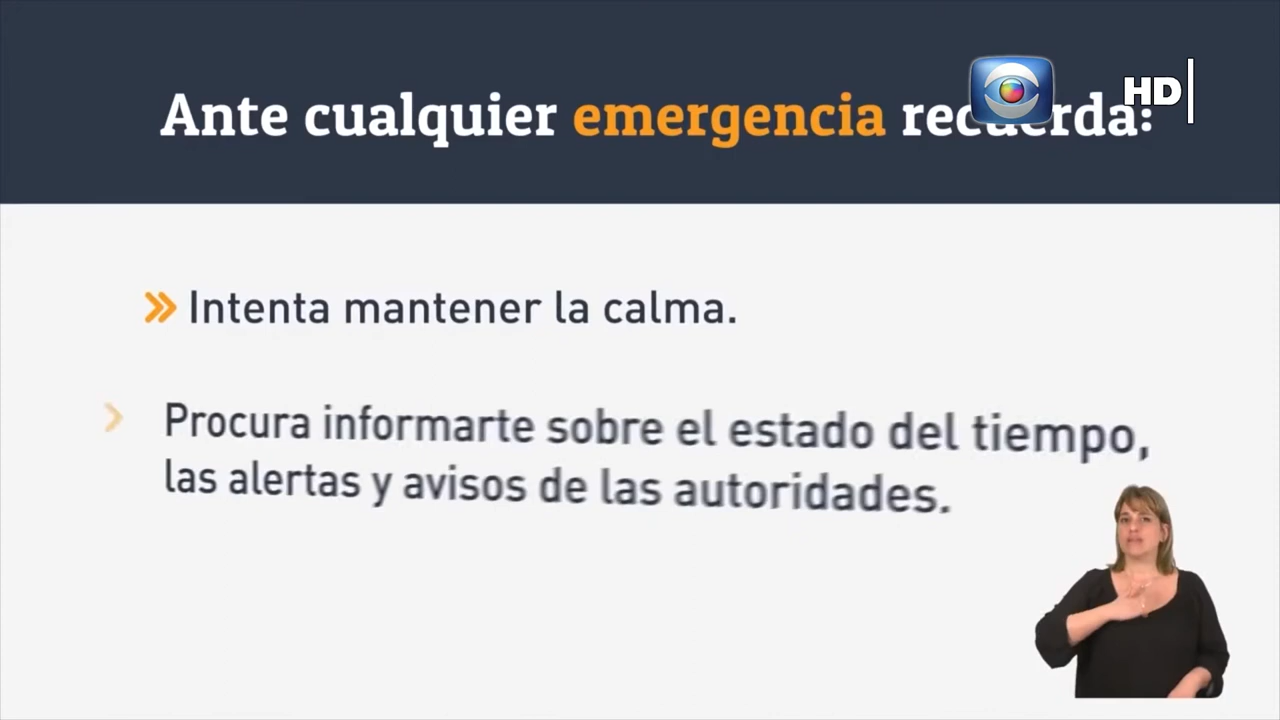 Ante cualquier emergencia recuerda:
HD
Intenta mantener la calma.
Procura informarte sobre el estado del tiempo,
las alertas y avisos de las autoridades.